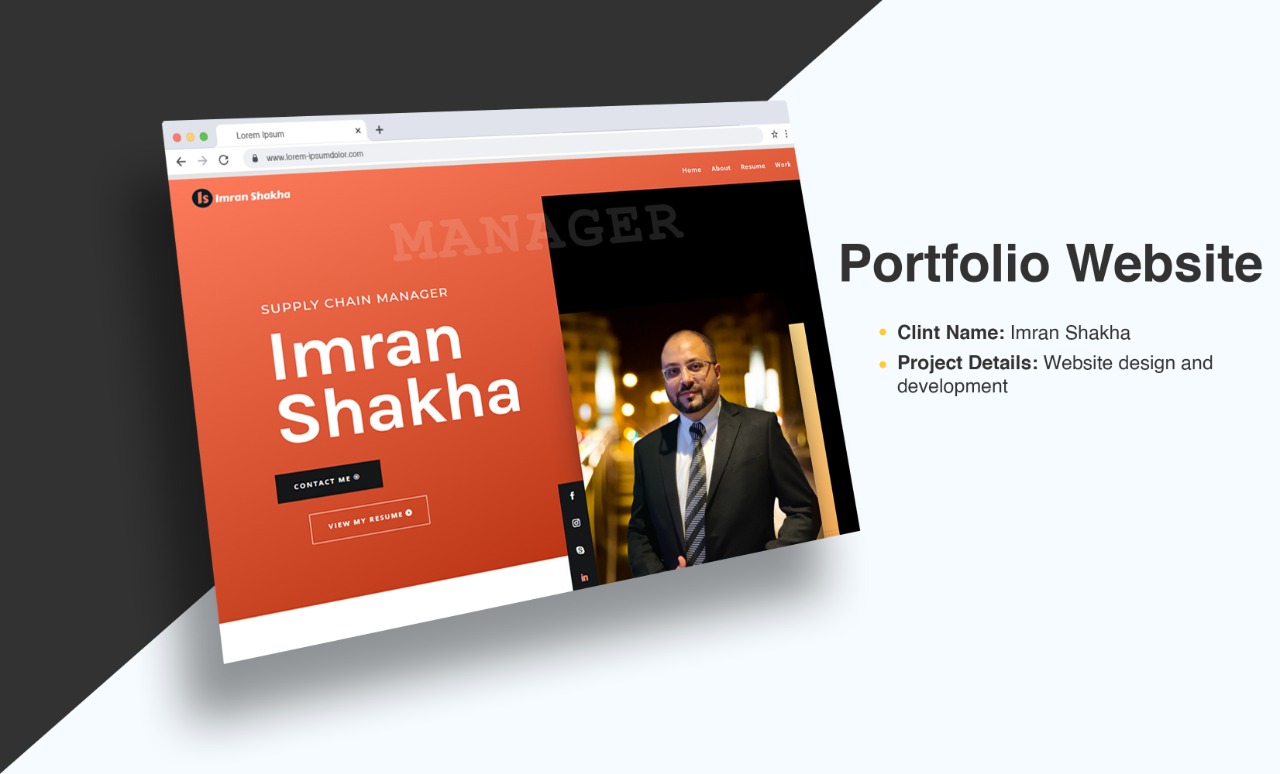 Lorem Ipsum
www.lorem-ipsumdolor.com
Is Imran Shakha
Home About Resume Work
MANAGER
SUPPLY CHAIN MANAGER
Imran
Shakha
CONTACT ME
VIEW MY RESUME
in
Portfolio Website
Clint Name: Imran Shakha
Project Details: Website design and
development